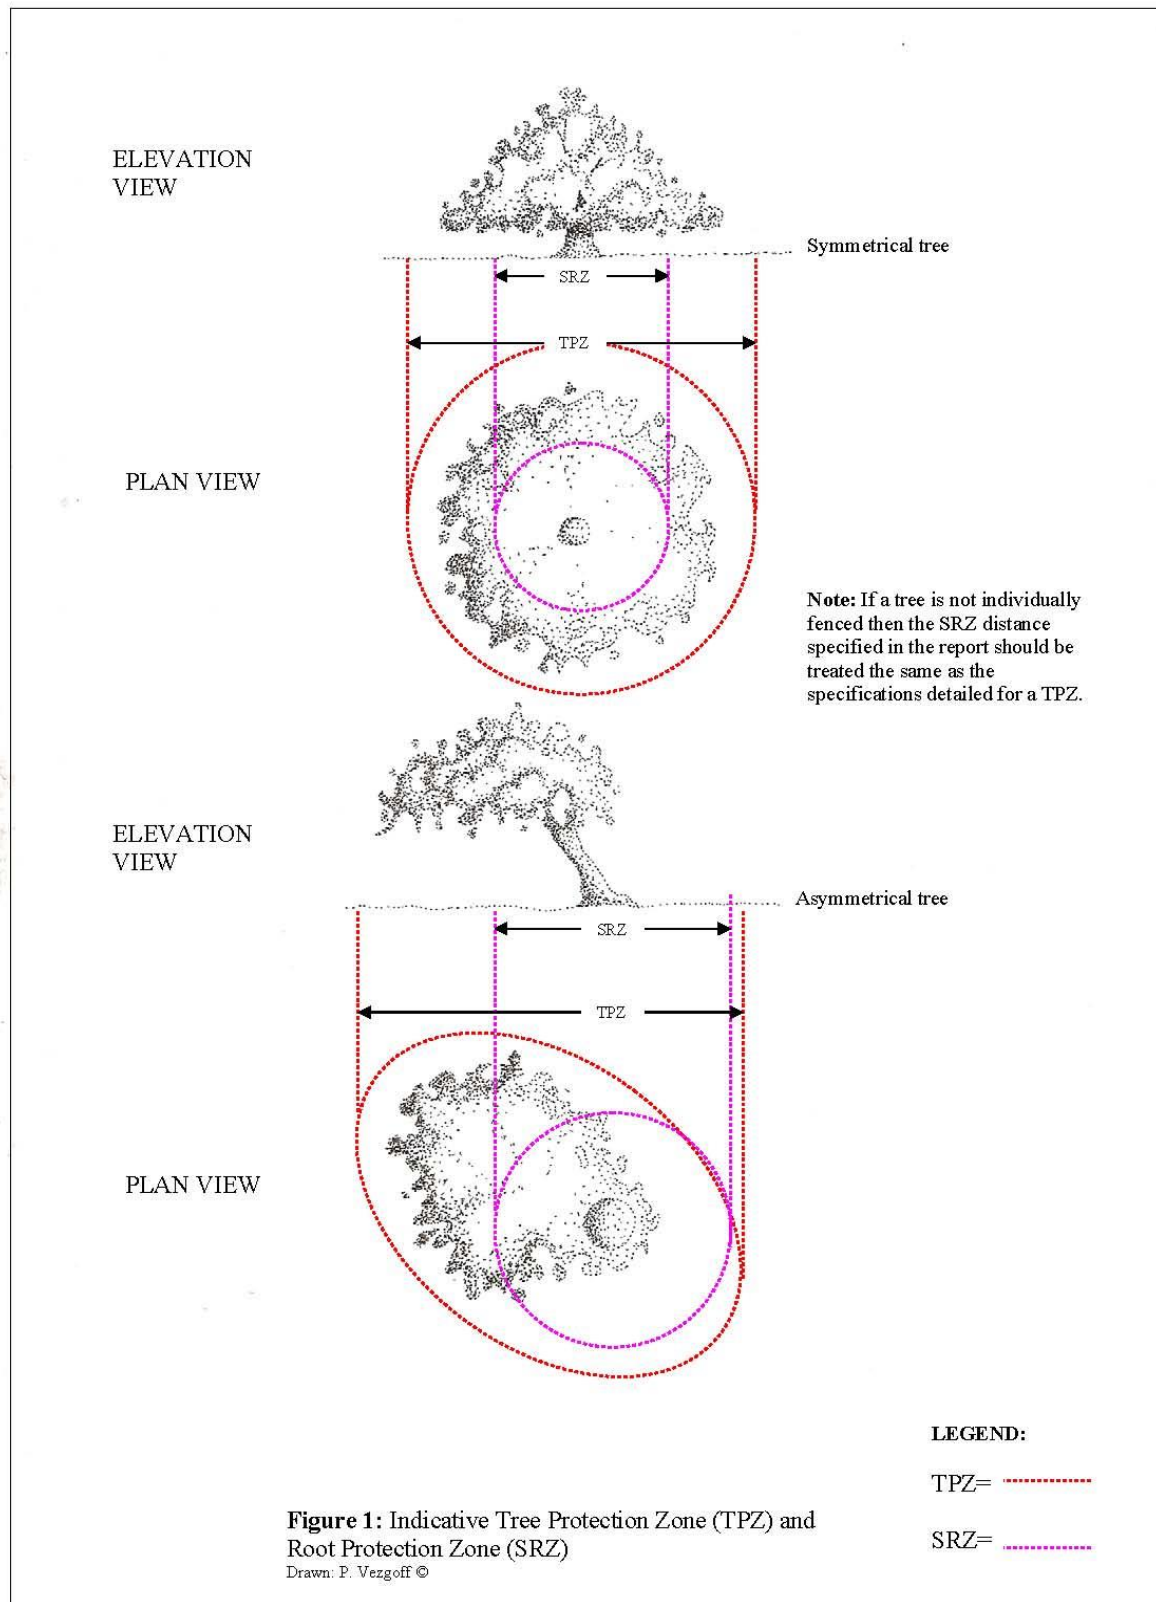 ELEVATION
VIEW
Symmetrical tree
SRZ
TPZ
PLAN VIEW
Note: If a tree is not individually
fenced then the SRZ distance
specified in the report should be
treated the same as the
specifications detailed for a TPZ.
ELEVATION
VIEW
Asymmetrical tree
SRZ
TPZ
PLAN VIEW
LEGEND:
TPZ=
SRZ=
Figure 1: Indicative Tree Protection Zone (TPZ) and
Root Protection Zone (SRZ)
Drawn: P. Vezgoff ©